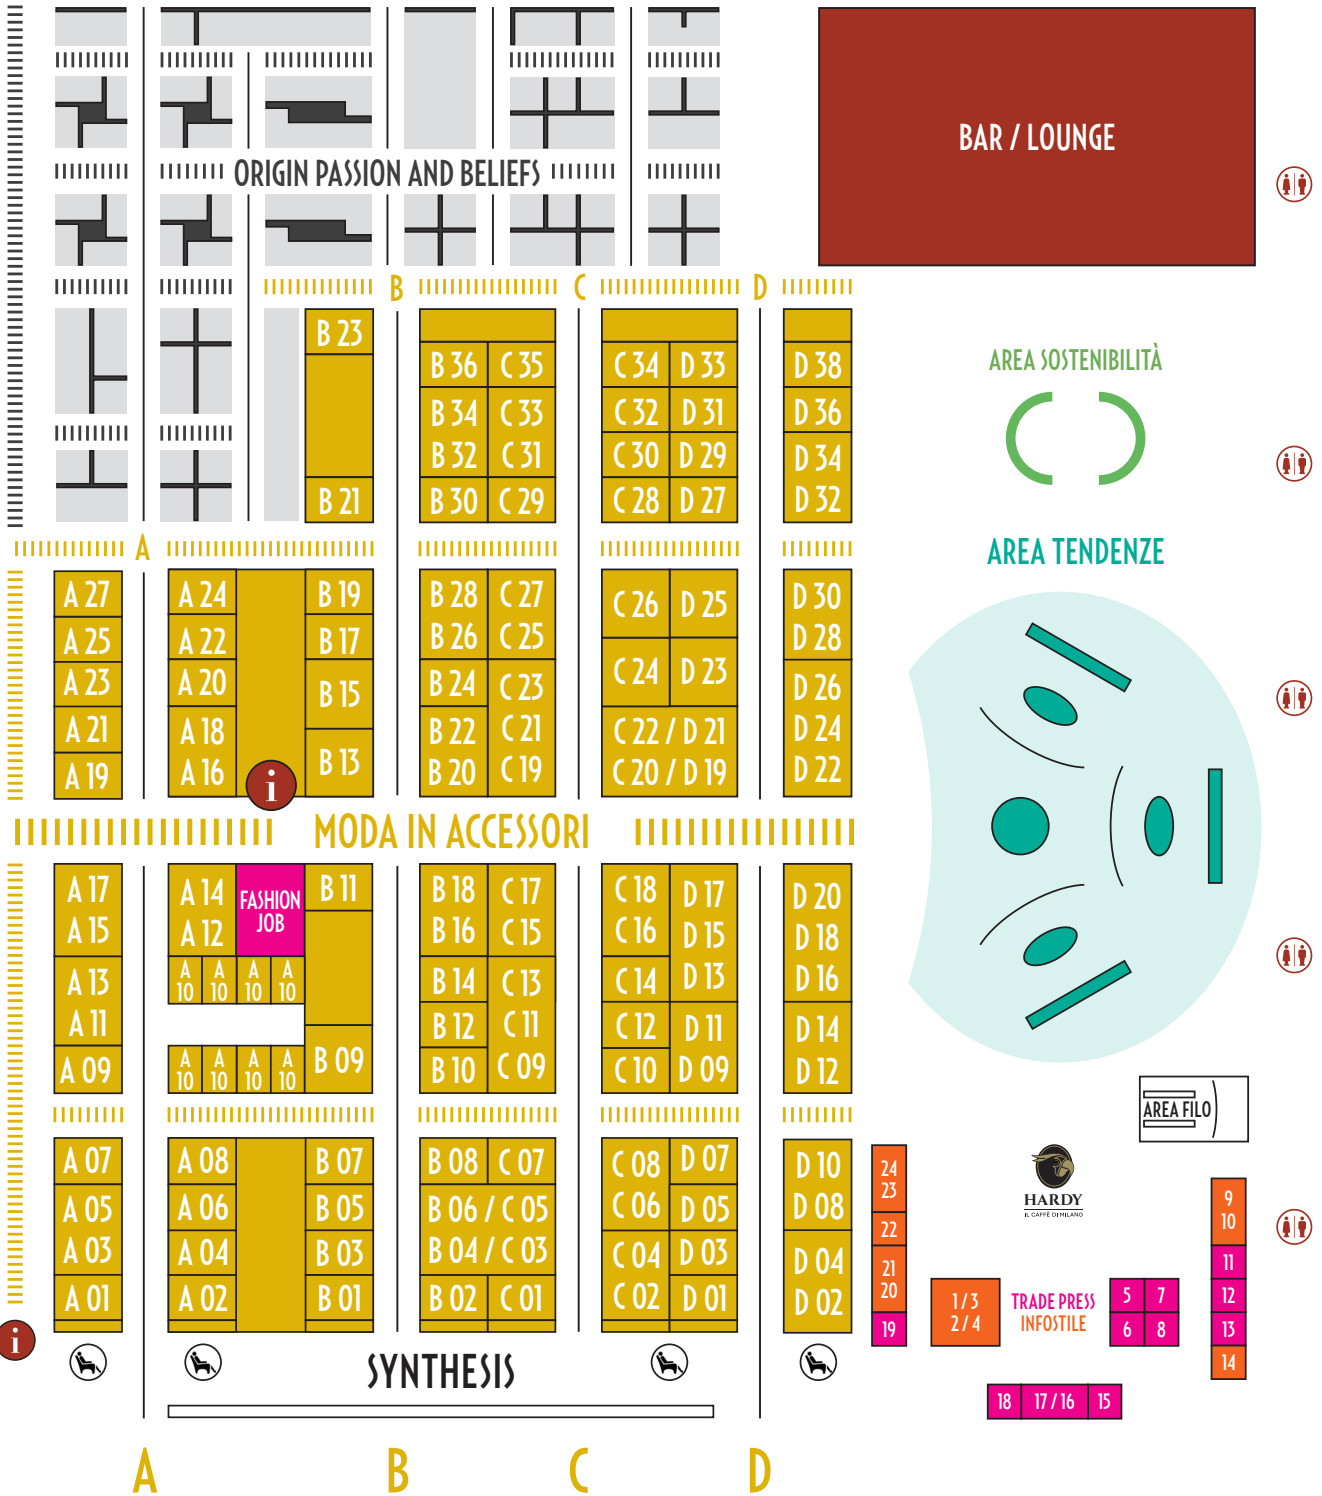 BAR / LOUNGE
ORIGIN PASSION AND BELIEFS
B
C
D
B 23
B 21
B 36
C 35
B 34
C 33
B 32
C 31
B 30
C 29
C 34
D 33
C 32
D 31
C 30
D 29
C 28
D 27
D 38
D 36
D 34
D 32
AREA SOSTENIBILITÀ
AREA TENDENZE
A
A 27
A 25
A 23
A 21
A 19
A 24
A 22
A 20
A 18
A 16
B 19
B 17
B 15
B 13
i
B 28
C 27
B 26
C 25
B 24
C 23
B 22
C 21
B 20
C 19
C 26
D 25
C 24
D 23
C 22 / D 21
C 20 / D 19
D 30
D 28
D 26
D 24
D 22
MODA IN ACCESSORI
A 17
A 15
A 13
A 11
A 09
A 14
A 12
FASHION
JOB
B 11
A
10
A
10
A
10
A
10
A
10
A
10
A
10
A
10
B 09
B 18
C 17
B 16
C 15
B 14
C 13
B 12
C 11
B 10
C 09
C 18
D 17
C 16
D 15
C 14
D 13
C 12
D 11
C 10
D 09
D 20
D 18
D 16
D 14
D 12
AREA FILO
A 07
A 05
A 03
A 01
A 08
A 06
A 04
A 02
B 07
B 05
B 03
B 01
B 08
C 07
B 06 / C 05
B 04 / C 03
B 02
C 01
C 08
D 07
C 06
D 05
C 04
D 03
C 02
D 01
D 10
D 08
D 04
D 02
24
23
22
21
20
19
HARDY
IL CAFFÈ DI MILANO
1 / 3
2 / 4
TRADE PRESS
INFOSTILE
5
7
6
8
9
10
11
12
13
14
18
17 / 16
15
i
SYNTHESIS
A
B
C
D